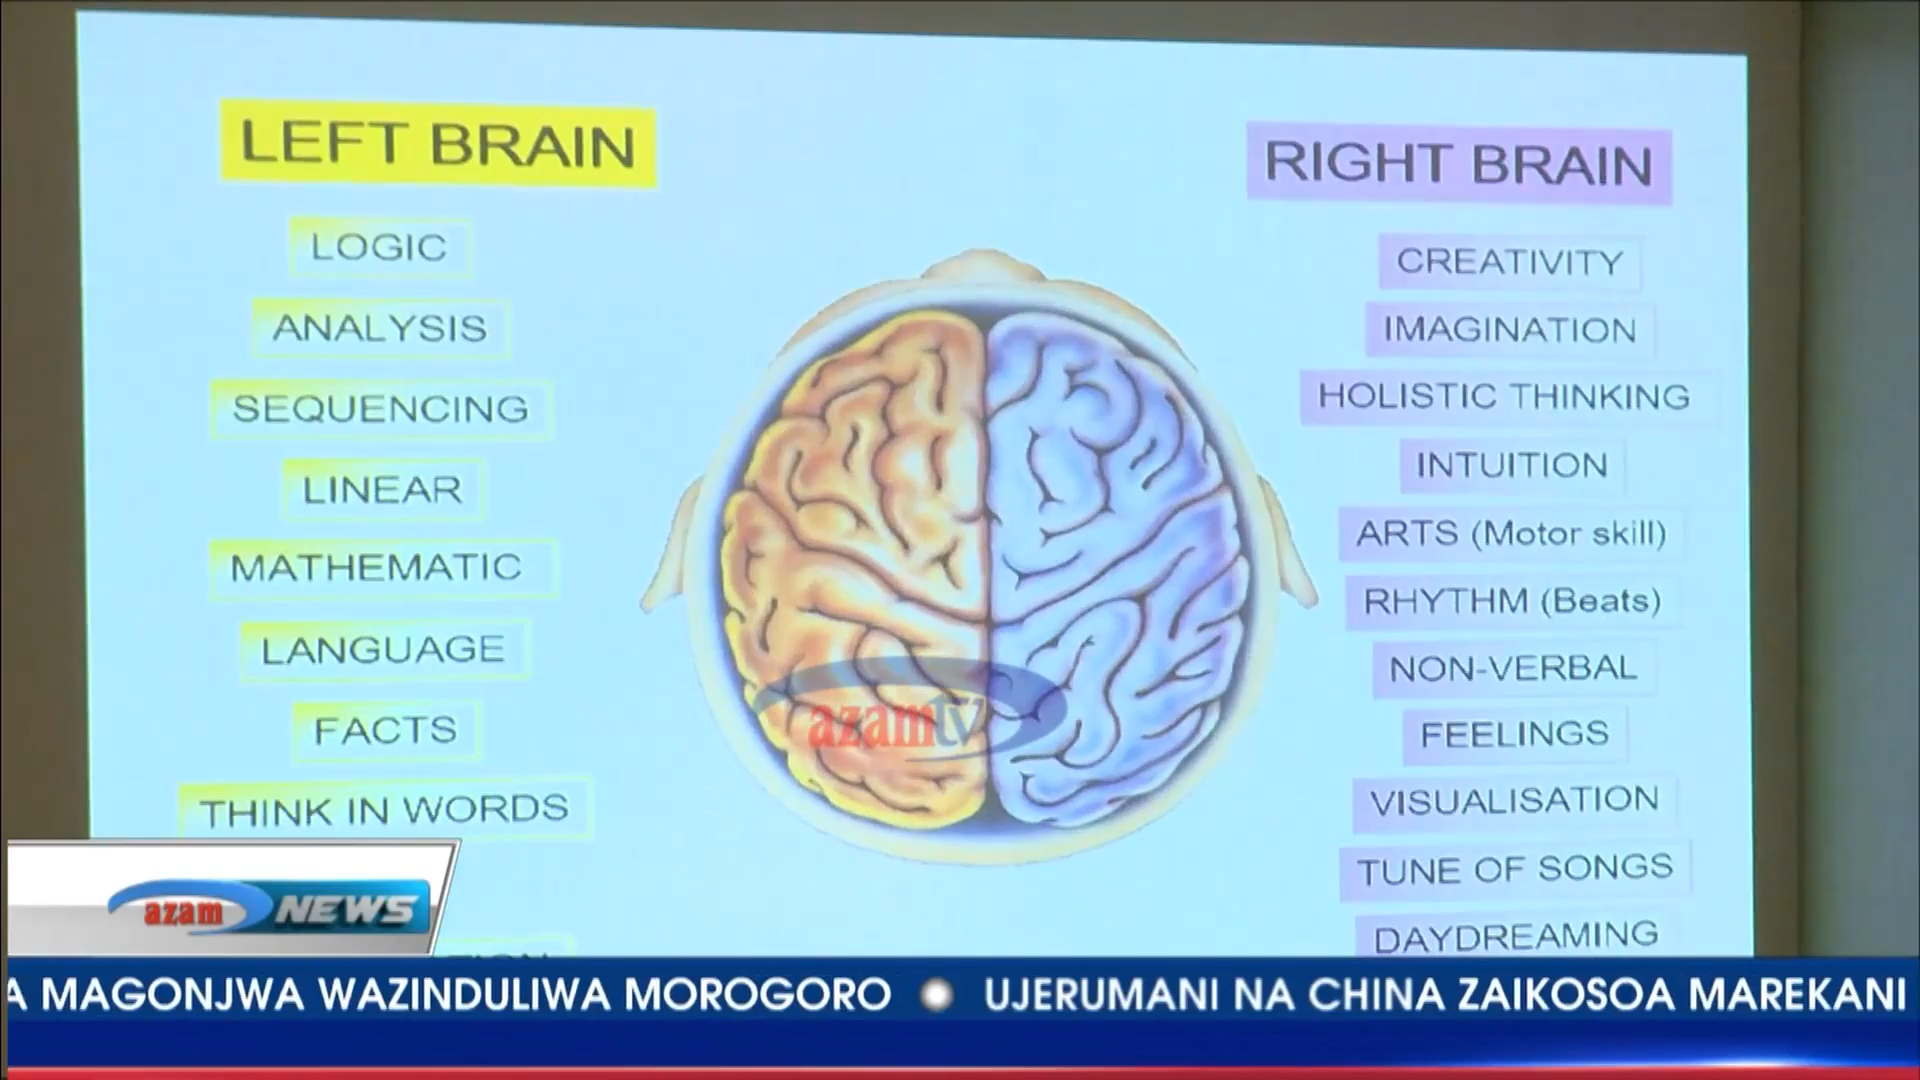 LEFT BRAIN
LOGIC
ANALYSIS
SEQUENCING
LINEAR
MATHEMATIC
LANGUAGE
FACTS
THINK IN WORDS
RIGHT BRAIN
CREATIVITY
IMAGINATION
HOLISTIC THINKING
INTUITION
ARTS (Motor skill)
RHYTHM (Beats)
NON-VERBAL
FEELINGS
VISUALISATION
TUNE OF SONGS
DAYDREAMING
azamtv
azam NEWS
A MAGONJWA WAZINDULIWA MOROGORO
UJERUMANI NA CHINA ZAIKOSOA MAREKANI